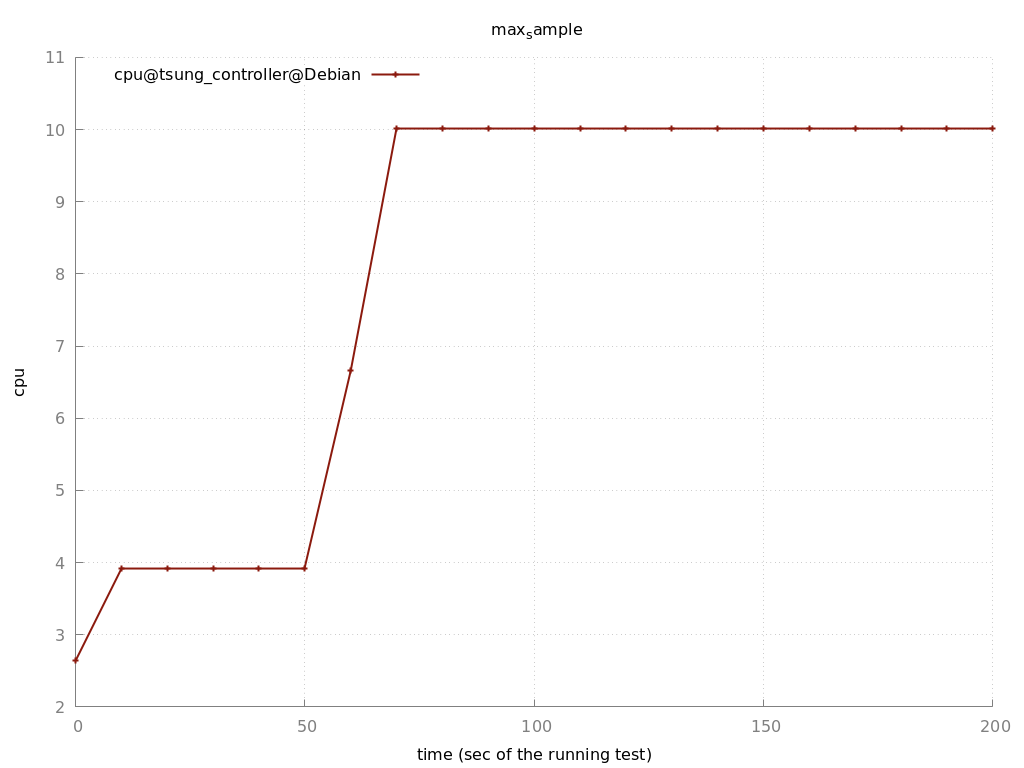 max_sample
11
cpu@tsung_controller@Debian
10
9
8
7
6
cpu
5
4
3
2
0 50 100 150 200
time (sec of the running test)